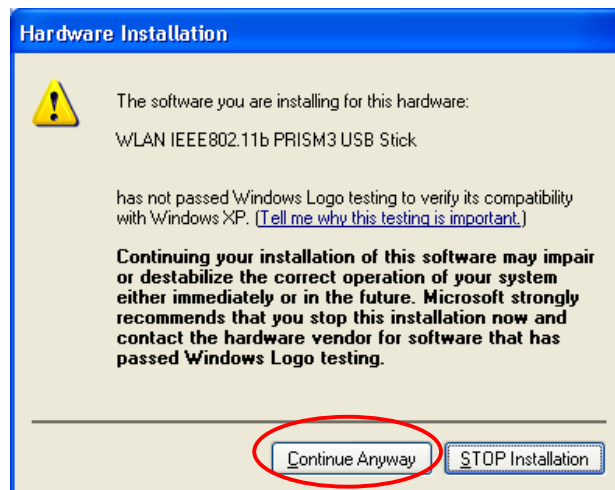 Hardware Installation
The software you are installing for this hardware:
WLAN IEEE802.11b PRISM3 USB Stick
has not passed Windows Logo testing to verify its compatibility
with Windows XP. (Tell me why this testing is important.)
Continuing your installation of this software may impair
or destabilize the correct operation of your system
either immediately or in the future. Microsoft strongly
recommends that you stop this installation now and
contact the hardware vendor for software that has
passed Windows Logo testing.
Continue Anyway
STOP Installation